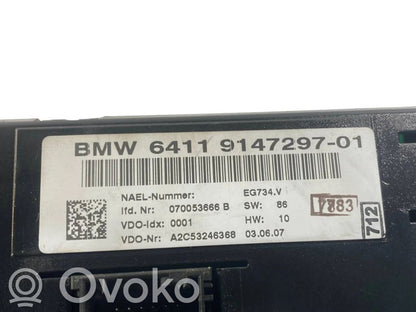 BMW 6411 9147297-01
NAEL-Nummer: EG734.V
lfd. Nr: 070053666 B SW: 86
VDO-Idx: 0001 HW: 10
VDO-Nr: A2C53246368 03.06.07
7783
712
Ovoko